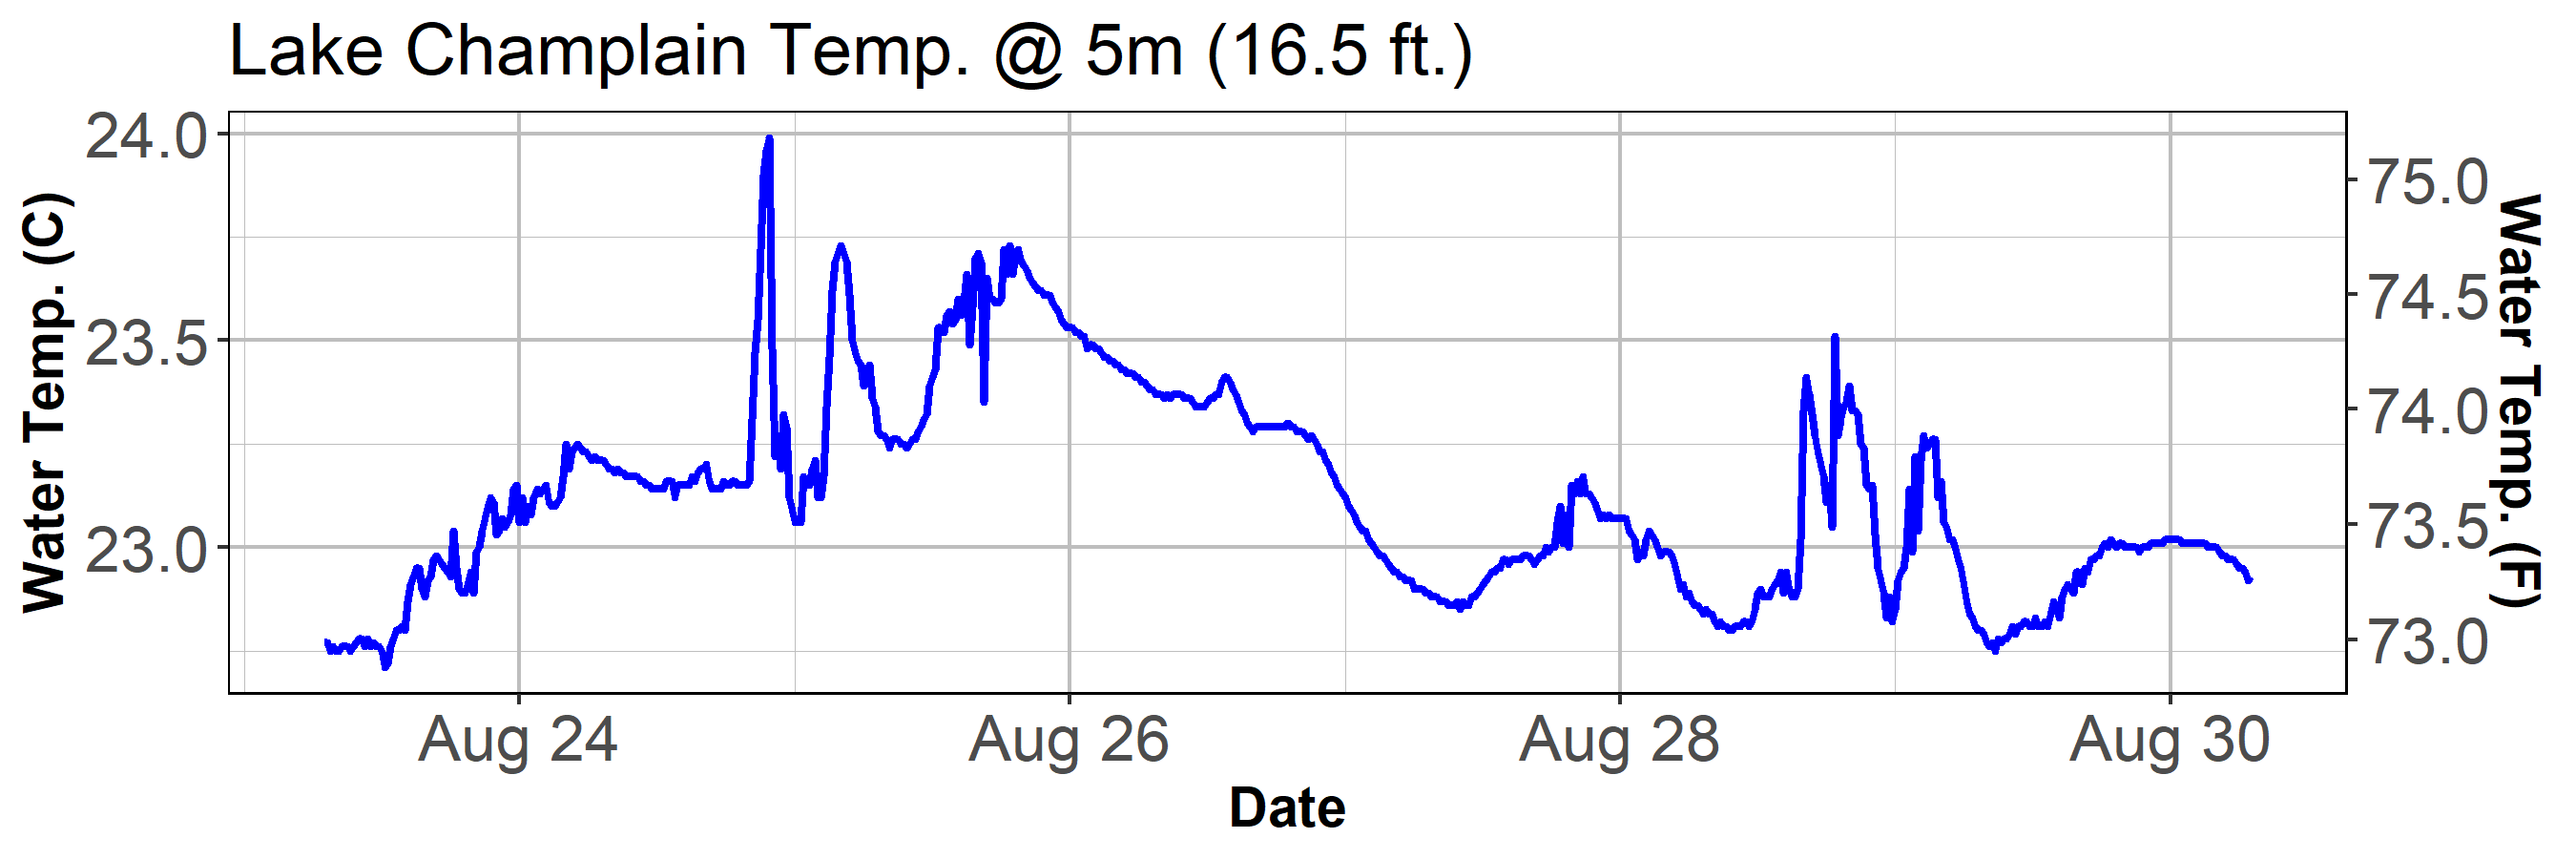 Lake Champlain Temp. @ 5m (16.5 ft.)
Water Temp. (C)
24.0
23.5
23.0
75.0
74.5
74.0
73.5
73.0
Water Temp. (F)
Aug 24
Aug 26
Aug 28
Aug 30
Date